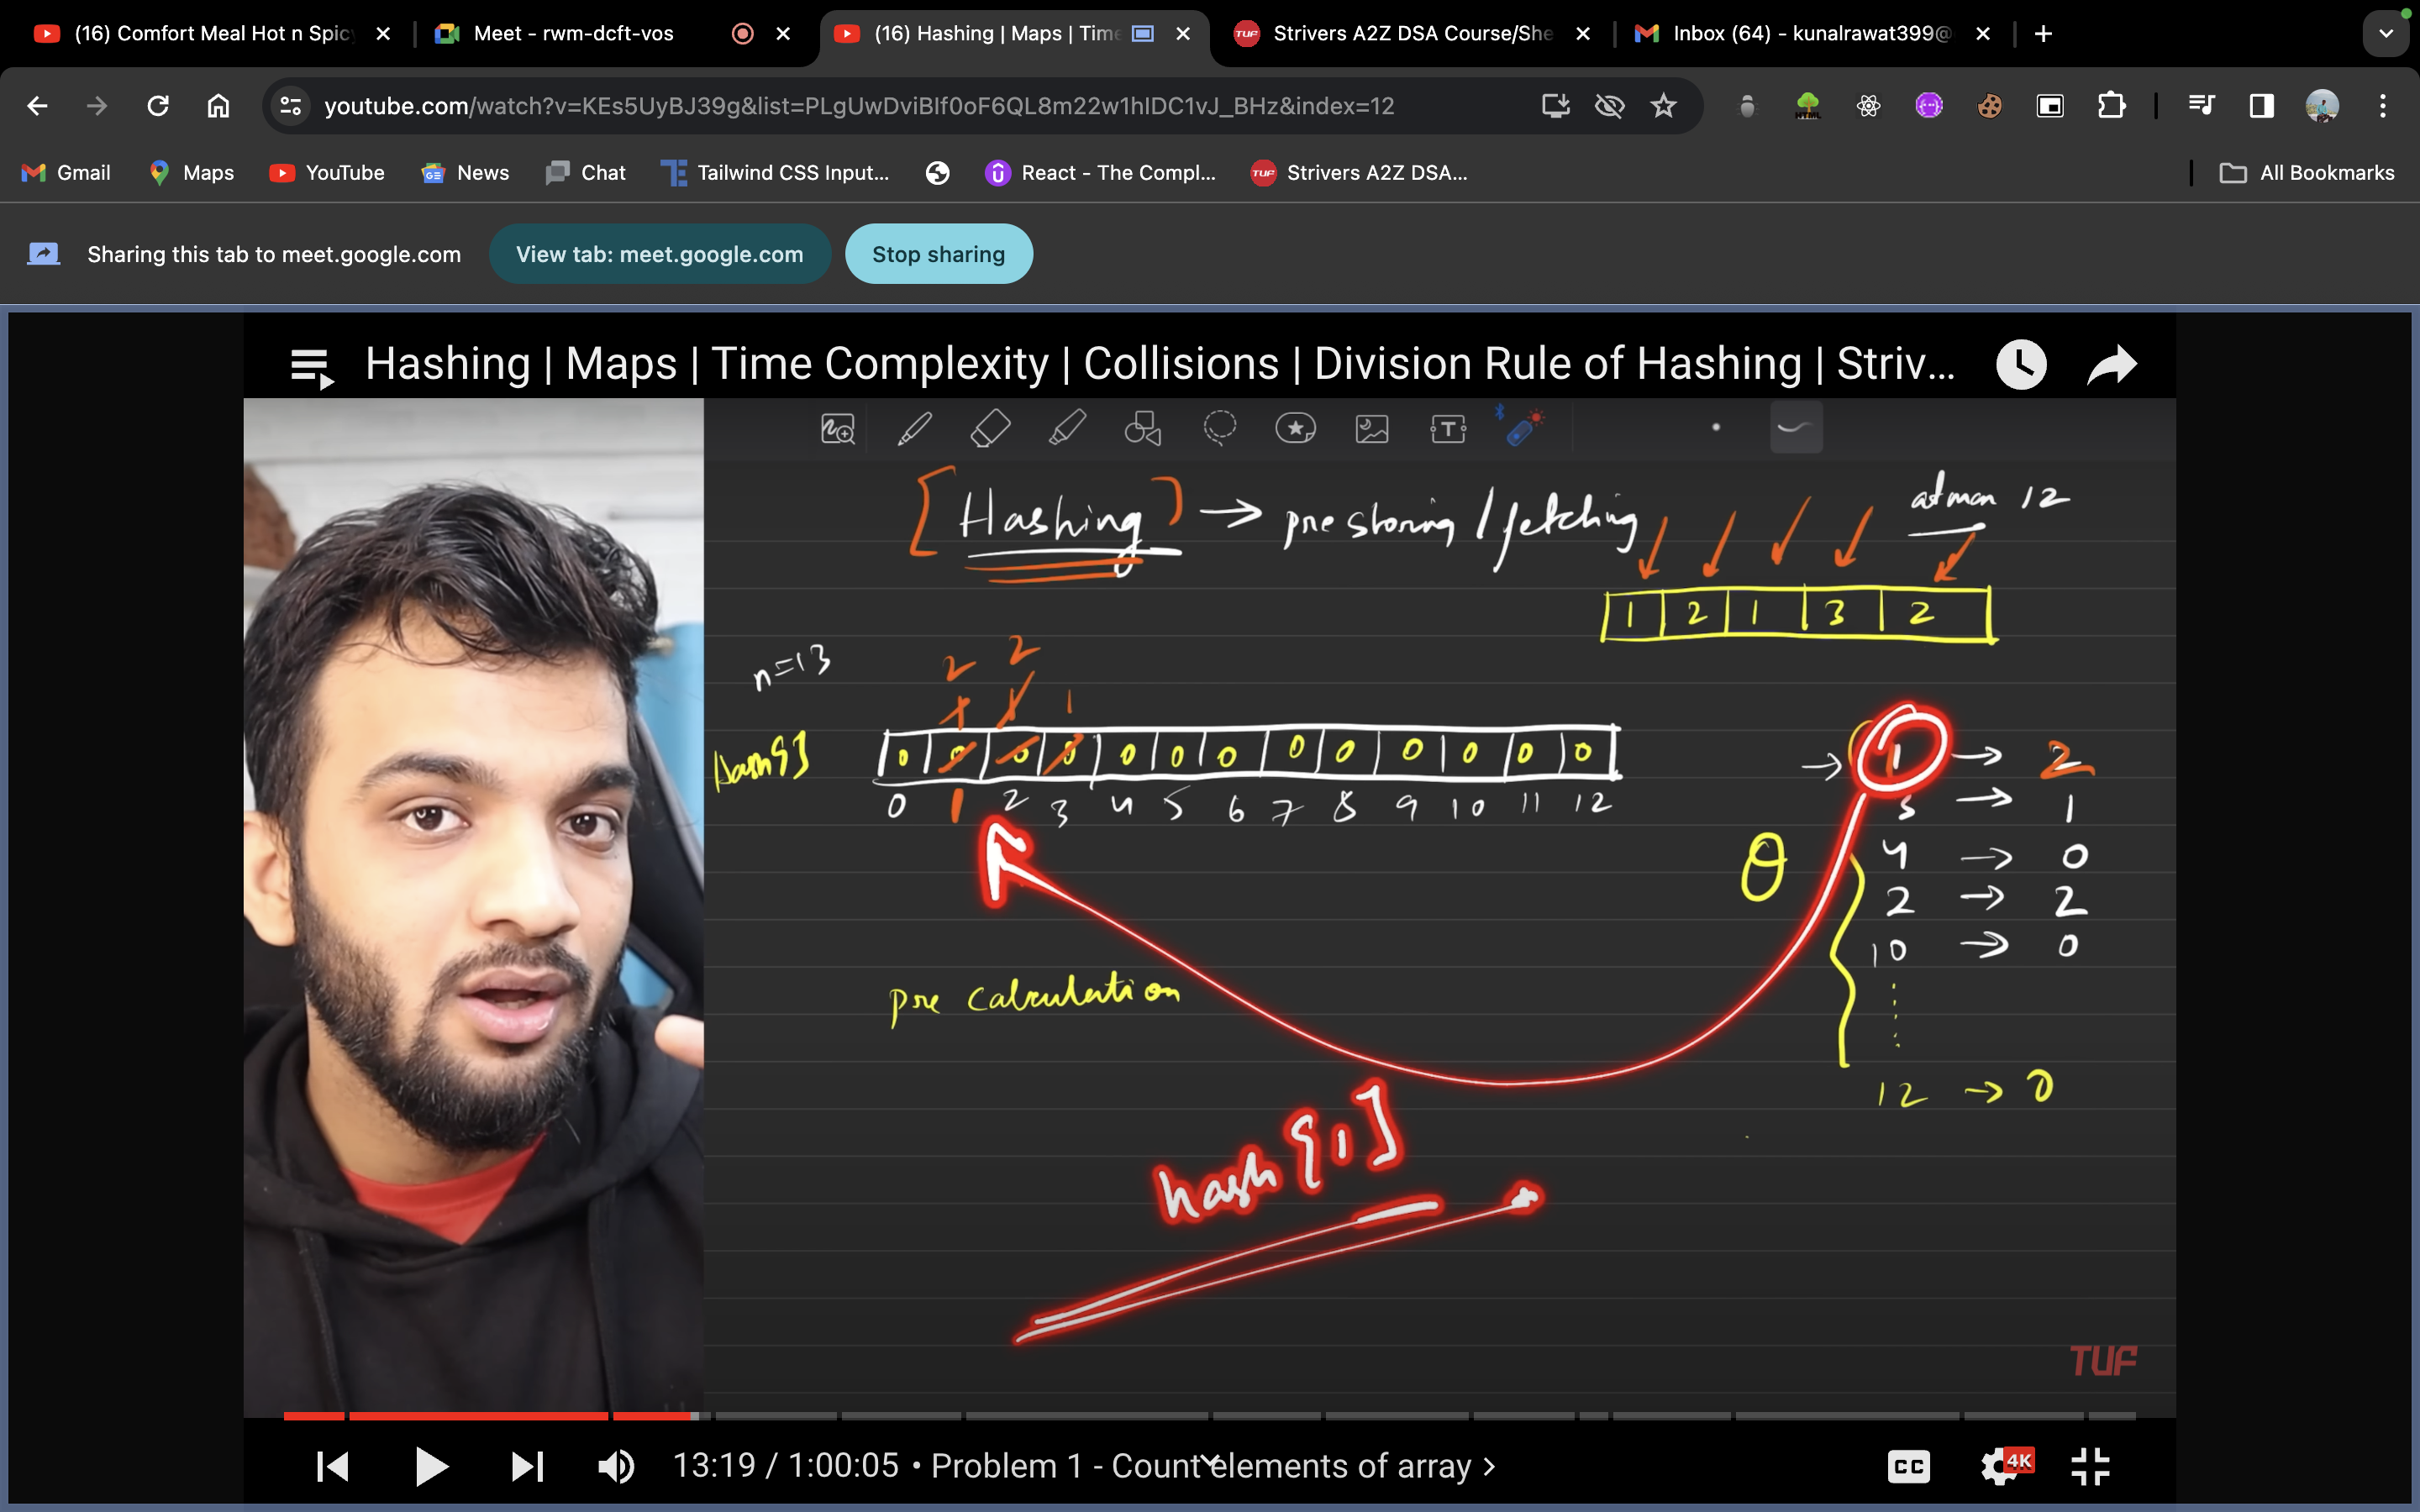 (16) Comfort Meal Hot n Spic
Meet - rwm-dcft-vos
(16) Hashing | Maps | Time
TUF Strivers A2Z DSA Course/She
Inbox (64) - kunalrawat399@
youtube.com/watch?v=KEs5UyBJ39g&list=PLgUwDviBIf0oF6QL8m22w1hIDC1vJ_BHz&index=12
Gmail
Maps
YouTube
News
Chat
Tailwind CSS Input...
React - The Compl...
TUF Strivers A2Z DSA...
All Bookmarks
Sharing this tab to meet.google.com
View tab: meet.google.com
Stop sharing
Hashing | Maps | Time Complexity | Collisions | Division Rule of Hashing | Striv...
[Hashing] → pre storing / fetching
atmax 12
1 2 1 3 2
n=13
2 2
1 1 1
hash[]
0 0 0 0 0 0 0 0 0 0 0 0 0
0 1 2 3 4 5 6 7 8 9 10 11 12
→ 1 → 2
3 → 1
4 → 0
2 → 2
10 → 0
12 → 0
pre calculation
hash[1]
TUF
13:19 / 1:00:05 • Problem 1 - Count elements of array >
CC
4K